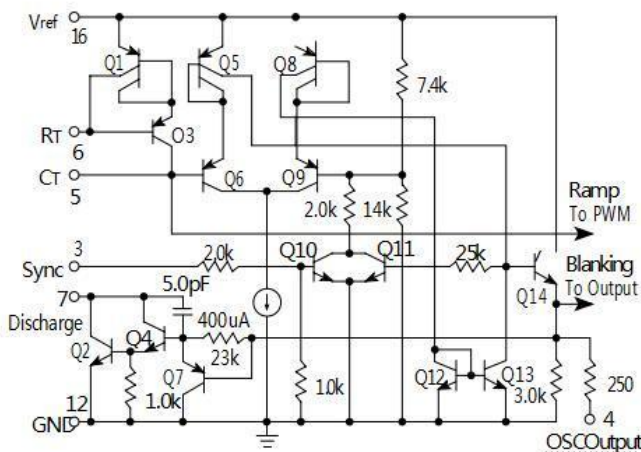 Vref
16
Q1
Q5
Q8
7.4k
RT
6
O3
CT
5
Q6
Q9
2.0k
14k
Ramp
To PWM
3
Sync
2.0k
Q10
Q11
25k
Blanking
To Output
Q14
7
Discharge
5.0pF
400uA
Q2
Q4
23k
Q7
1.0k
1.0k
Q12
Q13
3.0k
250
12
GND
4
OSCOutput